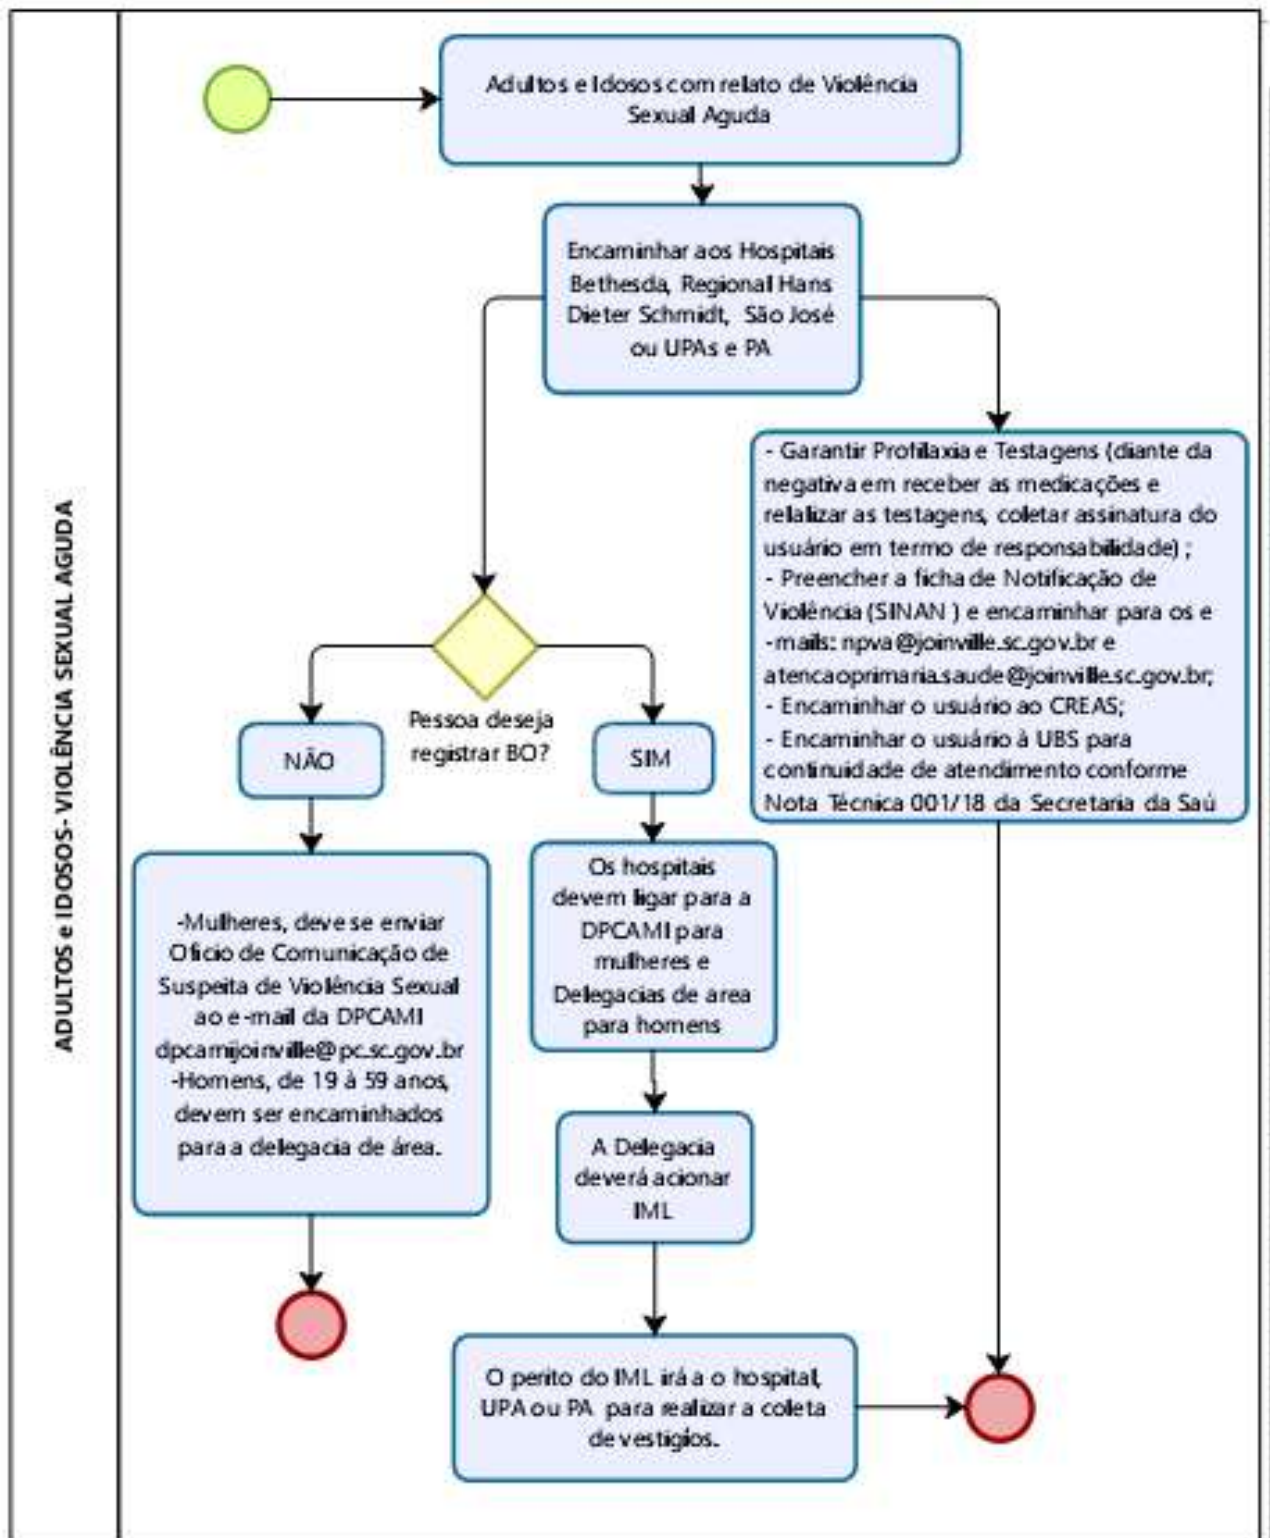 ADULTOS e IDOSOS- VIOLÊNCIA SEXUAL AGUDA
Adultos e Idosos com relato de Violência
Sexual Aguda
Encaminhar aos Hospitais
Bethesda, Regional Hans
Dieter Schmidt, São José
ou UPAs e PA
- Garantir Profilaxia e Testagens (diante da
negativa em receber as medicações e
relalizar as testagens, coletar assinatura do
usuário em termo de responsabilidade) ;
- Preencher a ficha de Notificação de
Violência (SINAN ) e encaminhar para os e
-mails: npva@joinville.sc.gov.br e
atencaoprimaria.saude@joinville.sc.gov.br;
- Encaminhar o usuário ao CREAS;
- Encaminhar o usuário à UBS para
continuidade de atendimento conforme
Nota Técnica 001/18 da Secretaria da Saú
Pessoa deseja
registrar BO?
NÃO
SIM
-Mulheres, deve se enviar
Oficio de Comunicação de
Suspeita de Violência Sexual
ao e-mail da DPCAMI
dpcamijoinville@pc.sc.gov.br
-Homens, de 19 à 59 anos,
devem ser encaminhados
para a delegacia de área.
Os hospitais
devem ligar para a
DPCAMI para
mulheres e
Delegacias de area
para homens
A Delegacia
deverá acionar
IML
O perito do IML irá a o hospital,
UPA ou PA para realizar a coleta
de vestigíos.